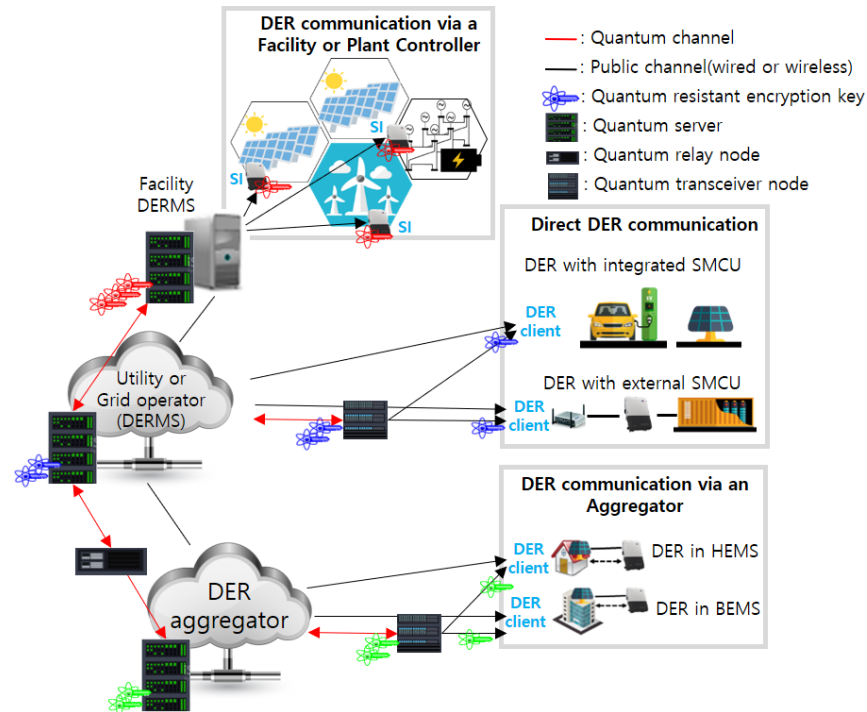 DER communication via a
Facility or Plant Controller
: Quantum channel
: Public channel(wired or wireless)
: Quantum resistant encryption key
: Quantum server
: Quantum relay node
: Quantum transceiver node
SI
SI
SI
Facility
DERMS
Direct DER communication
DER with integrated SMCU
DER
client
Utility or
Grid operator
(DERMS)
DER with external SMCU
DER
client
DER communication via an
Aggregator
DER
client
DER in HEMS
DER
client
DER in BEMS
DER
aggregator